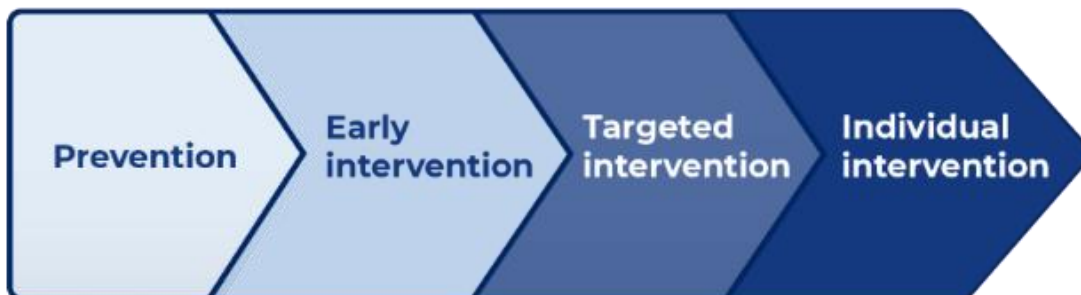 Prevention
Early
intervention
Targeted
intervention
Individual
intervention